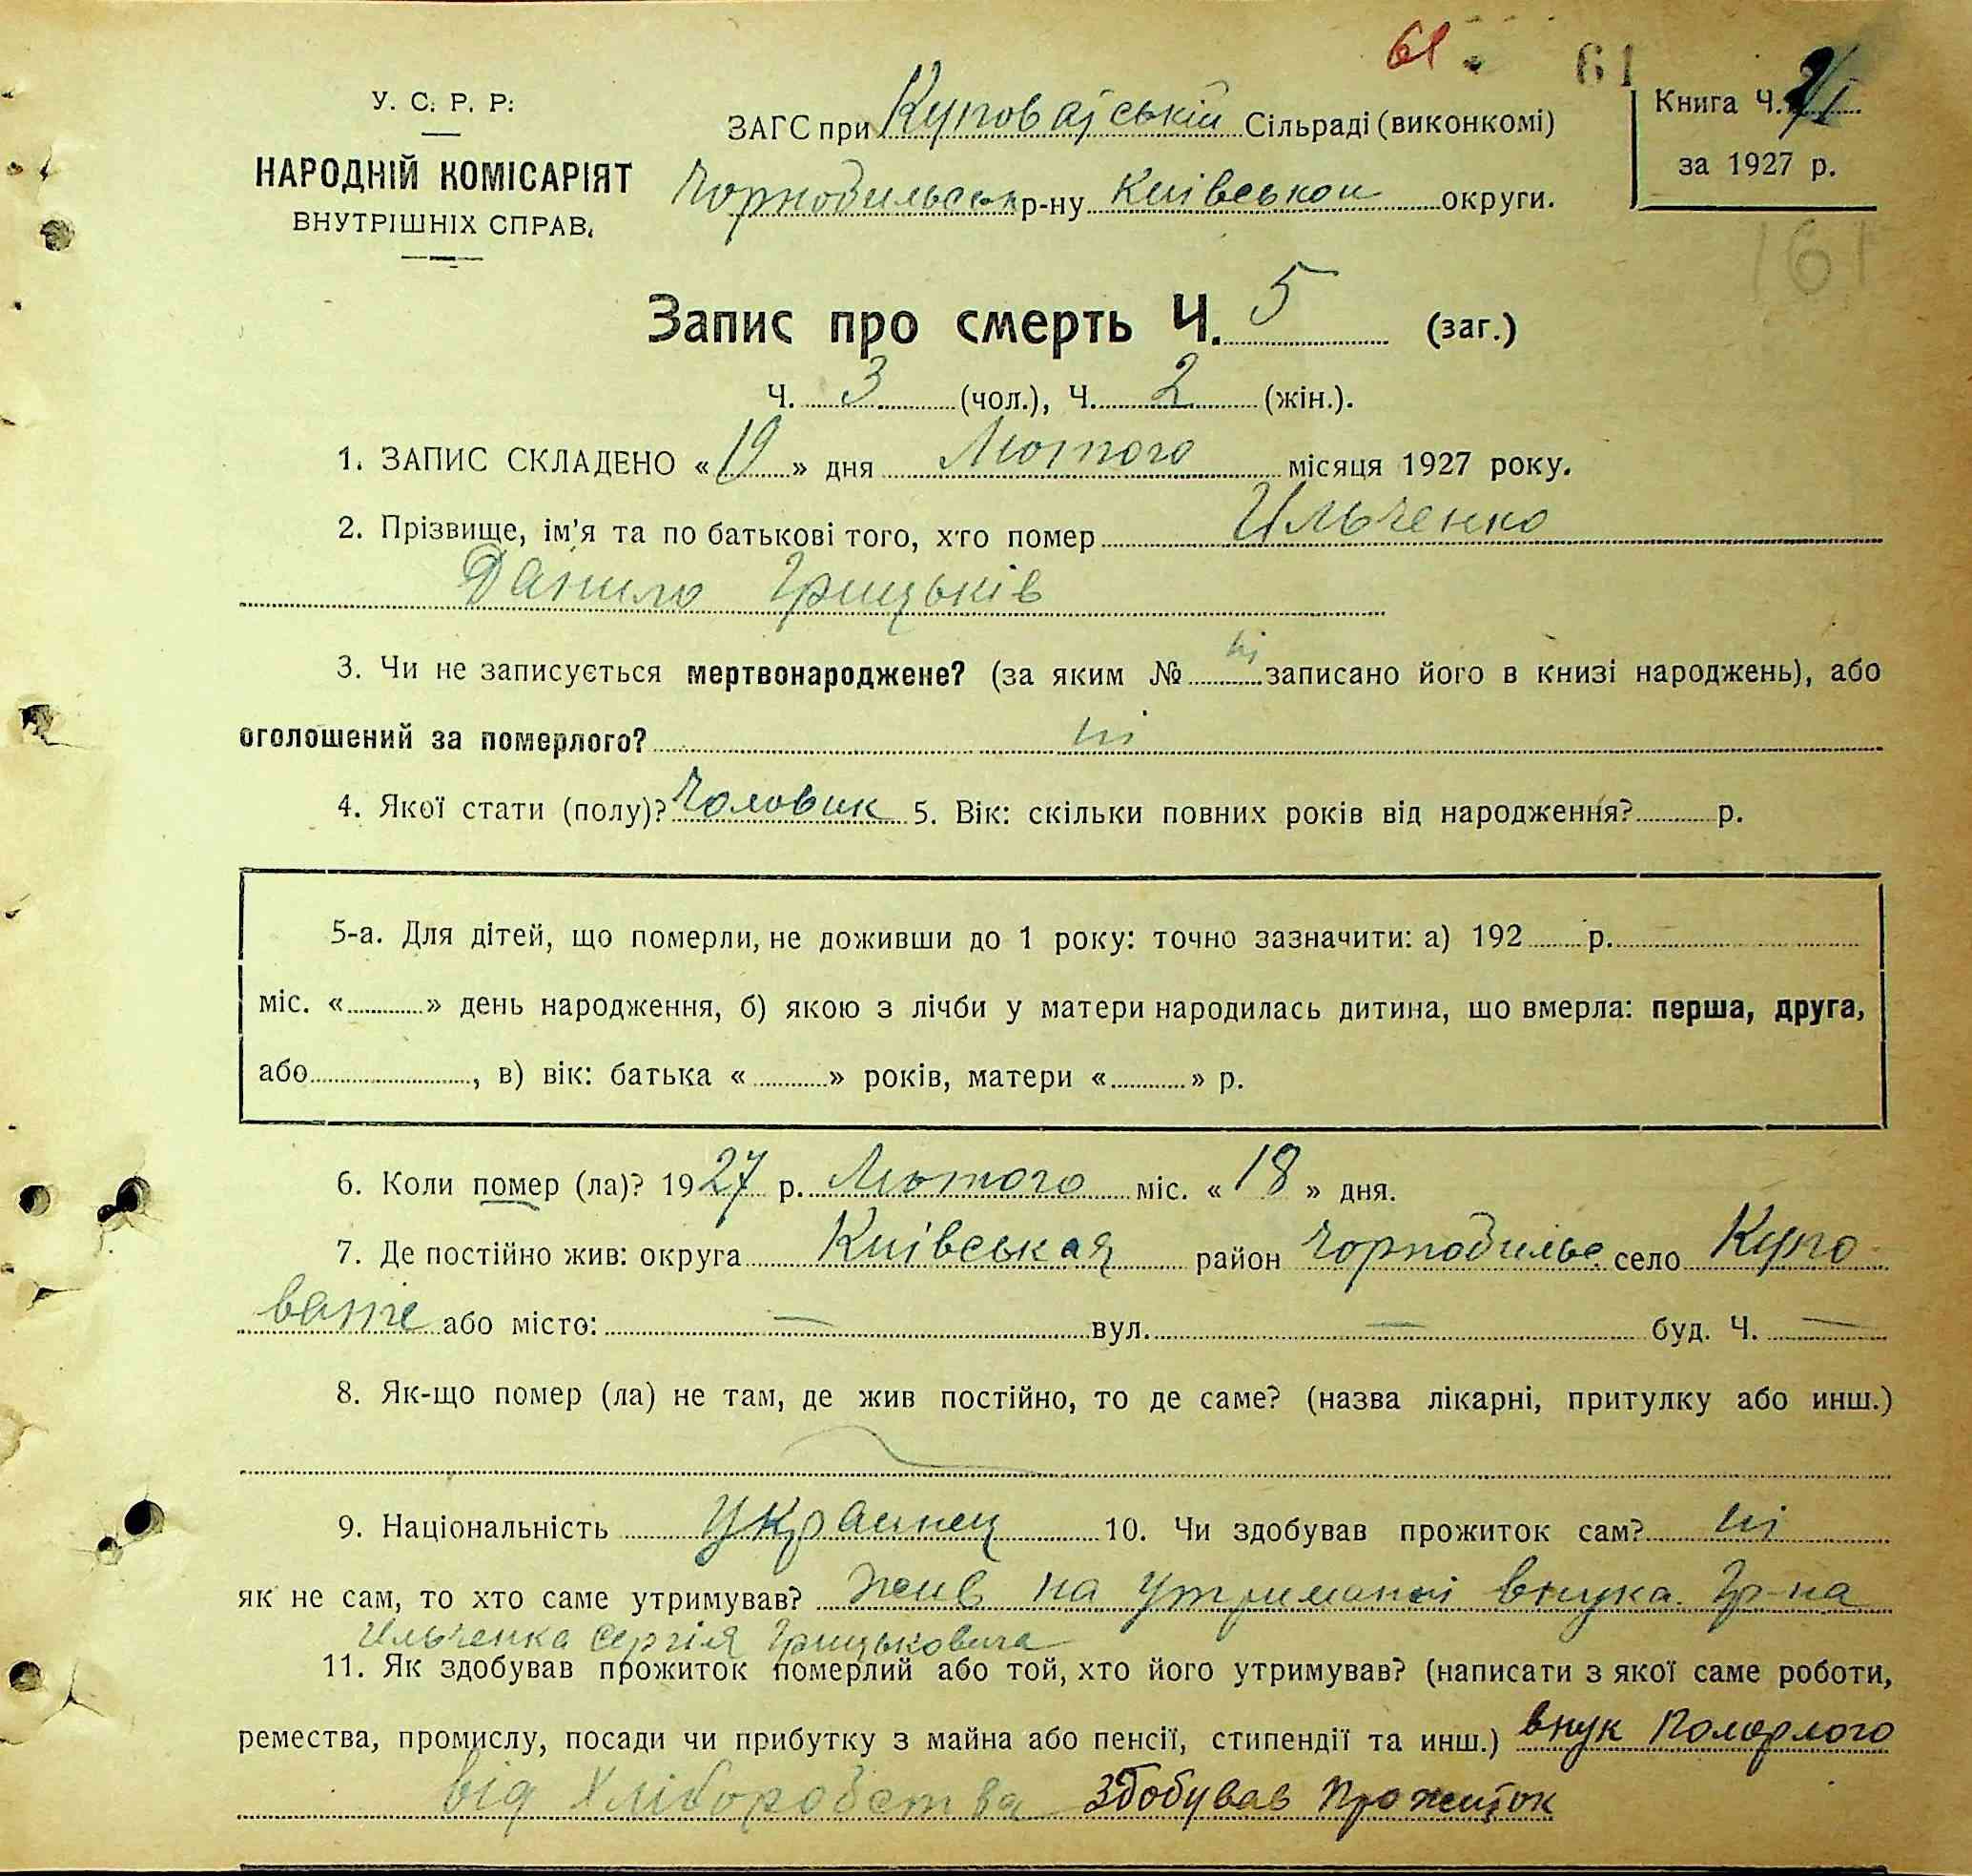 61. 61
У. С. Р. Р.
НАРОДНІЙ КОМІСАРІЯТ
ВНУТРІШНІХ СПРАВ.
ЗАГС при Куповацській Сільраді (виконкомі)
Чорнобильськ р-ну Київськои округи.
Книга Ч.
за 1927 р.
161
Запис про смерть Ч. 5 (заг.)
Ч. 3 (чол.), Ч. 2 (жін.).
1. ЗАПИС СКЛАДЕНО «19» дня Лютого місяця 1927 року.
2. Прізвище, ім'я та по батькові того, хто помер Ильченко
Данило Грицьків
3. Чи не записується мертвонароджене? (за яким № ні записано його в книзі народжень), або
оголошений за померлого? ні
4. Якої стати (полу)? Чоловик 5. Вік: скільки повних років від народження? р.
5-а. Для дітей, що померли, не доживши до 1 року: точно зазначити: а) 192 р.
міс. « » день народження, б) якою з лічби у матери народилась дитина, що вмерла: перша, друга,
або , в) вік: батька « » років, матери « » р.
6. Коли помер (ла)? 1927 р. Лютого міс. «18» дня.
7. Де постійно жив: округа Київськая район Чорнобильс. село Купо
вате або місто: — вул. — буд. Ч. —
8. Як-що помер (ла) не там, де жив постійно, то де саме? (назва лікарні, притулку або инш.)
9. Національність Украинец 10. Чи здобував прожиток сам? ні
як не сам, то хто саме утримував? Жив на утриманні внука. Гр-на
Ильченка Сергія Грицьковича
11. Як здобував прожиток померлий або той, хто його утримував? (написати з якої саме роботи,
ремества, промислу, посади чи прибутку з майна або пенсії, стипендії та инш.) внук Померлого
від Хліборобства Здобував Прожиток